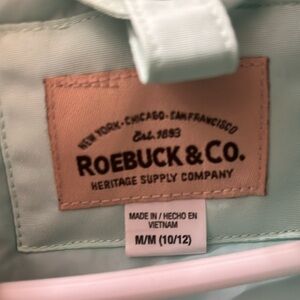 NEW YORK · CHICAGO · SAN FRANCISCO
Est. 1893
ROEBUCK & CO.
HERITAGE SUPPLY COMPANY
MADE IN / HECHO EN
VIETNAM
M/M (10/12)